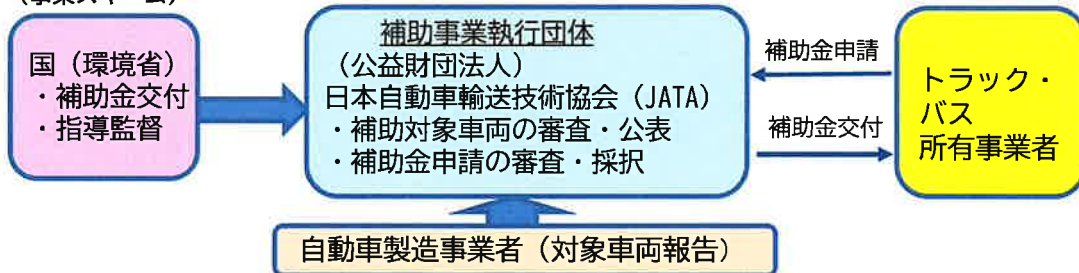 国（環境省）
・補助金交付
・指導監督
補助事業執行団体
（公益財団法人）
日本自動車輸送技術協会（JATA）
・補助対象車両の審査・公表
・補助金申請の審査・採択
補助金申請
補助金交付
トラック・
バス
所有事業者
自動車製造事業者（対象車両報告）